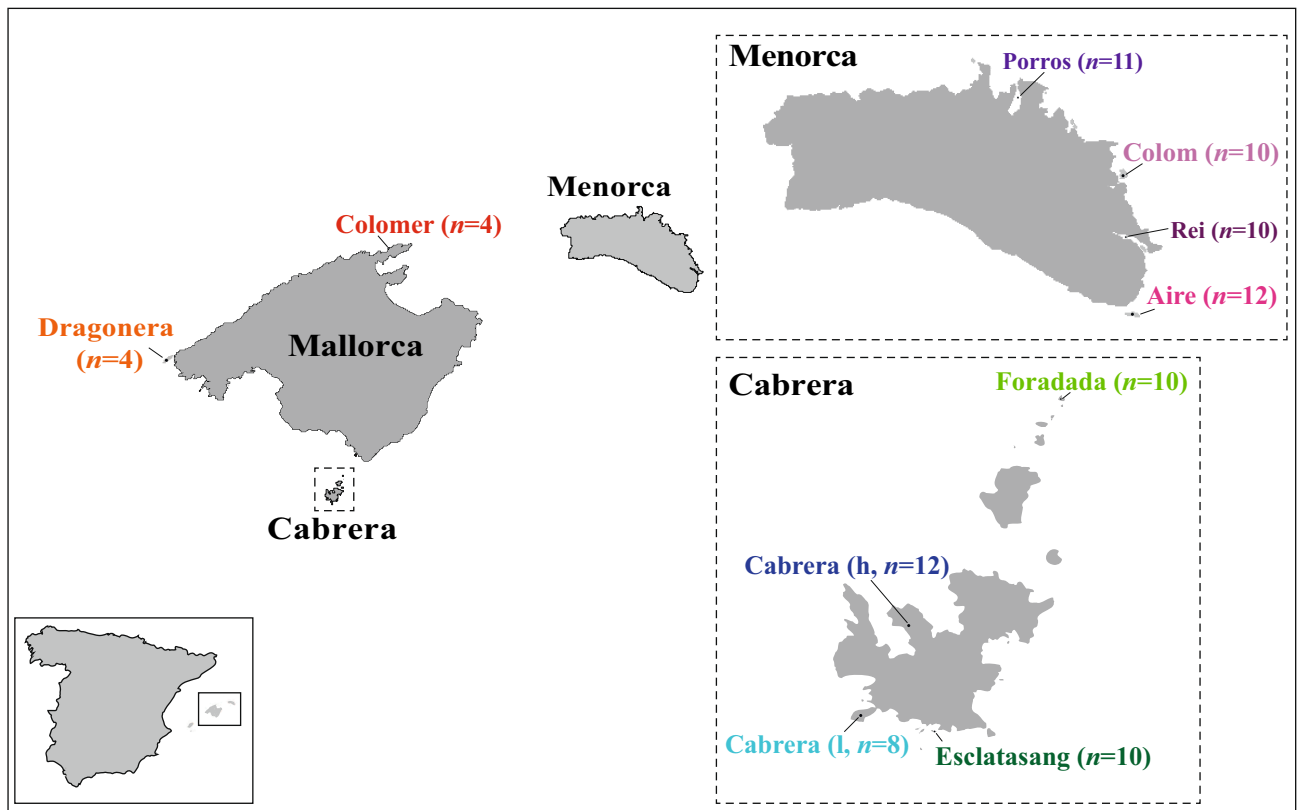 Menorca
Porros (n=11)
Colom (n=10)
Rei (n=10)
Aire (n=12)
Menorca
Colomer (n=4)
Dragonera
(n=4)
Mallorca
Cabrera
Cabrera
Foradada (n=10)
Cabrera (h, n=12)
Cabrera (l, n=8)
Esclatasang (n=10)